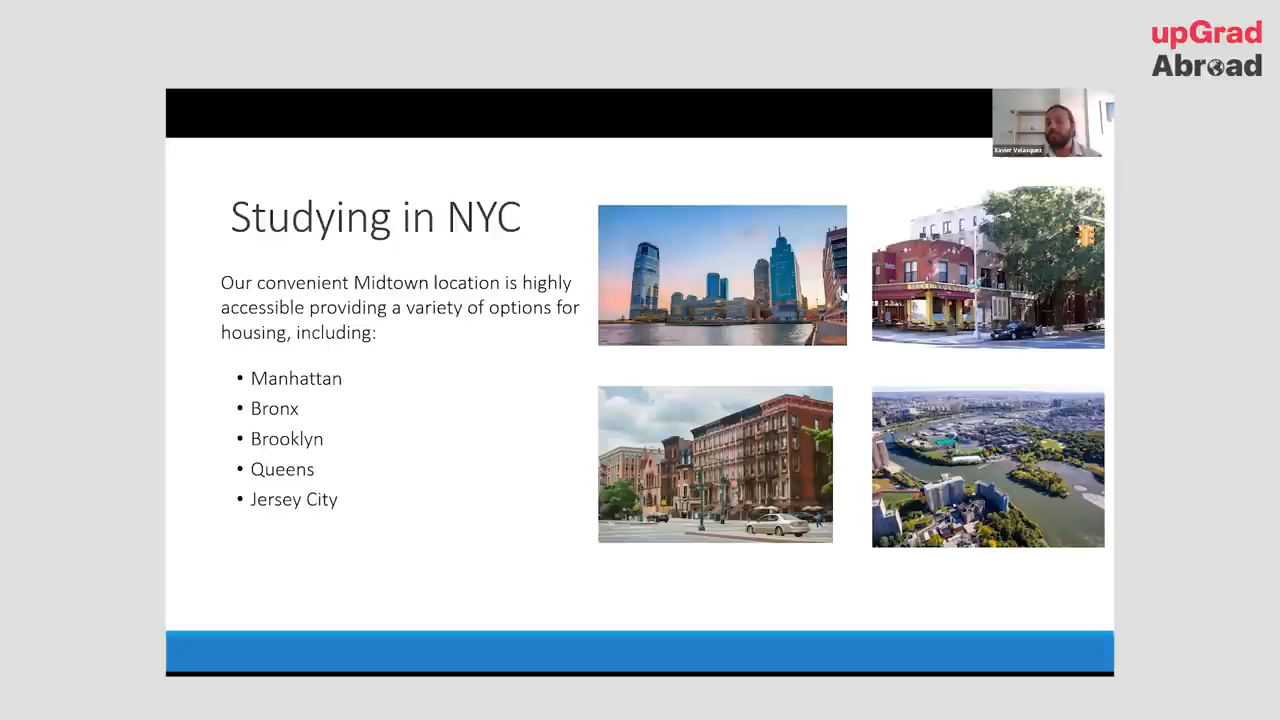 upGrad
Abroad
Xavier Velasquez
Studying in NYC
Our convenient Midtown location is highly
accessible providing a variety of options for
housing, including:
• Manhattan
• Bronx
• Brooklyn
• Queens
• Jersey City